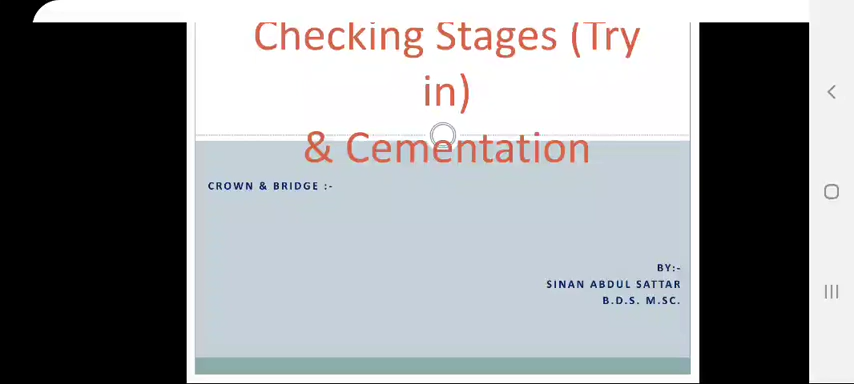 Checking Stages (Try
in)
& Cementation
CROWN & BRIDGE :-
BY:-
SINAN ABDUL SATTAR
B.D.S. M.SC.